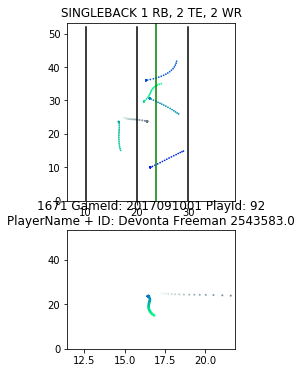 SINGLEBACK 1 RB, 2 TE, 2 WR
50
40
30
20
10
0
10 20 30
1671 GameId: 2017091001 PlayId: 92
PlayerName + ID: Devonta Freeman 2543583.0
40
20
0
12.5 15.0 17.5 20.0